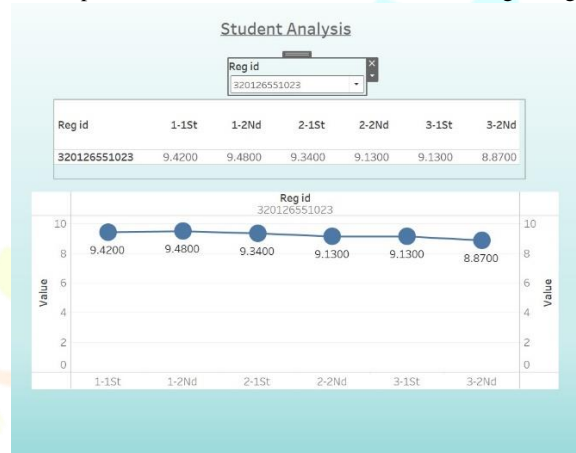 Student Analysis
Reg id
320126551023
Reg id 1-1St 1-2Nd 2-1St 2-2Nd 3-1St 3-2Nd
320126551023 9.4200 9.4800 9.3400 9.1300 9.1300 8.8700
Reg id
320126551023
10 10
9.4200 9.4800 9.3400 9.1300 9.1300 8.8700
8 8
6 6
Value Value
4 4
2 2
0 0
1-1St 1-2Nd 2-1St 2-2Nd 3-1St 3-2Nd